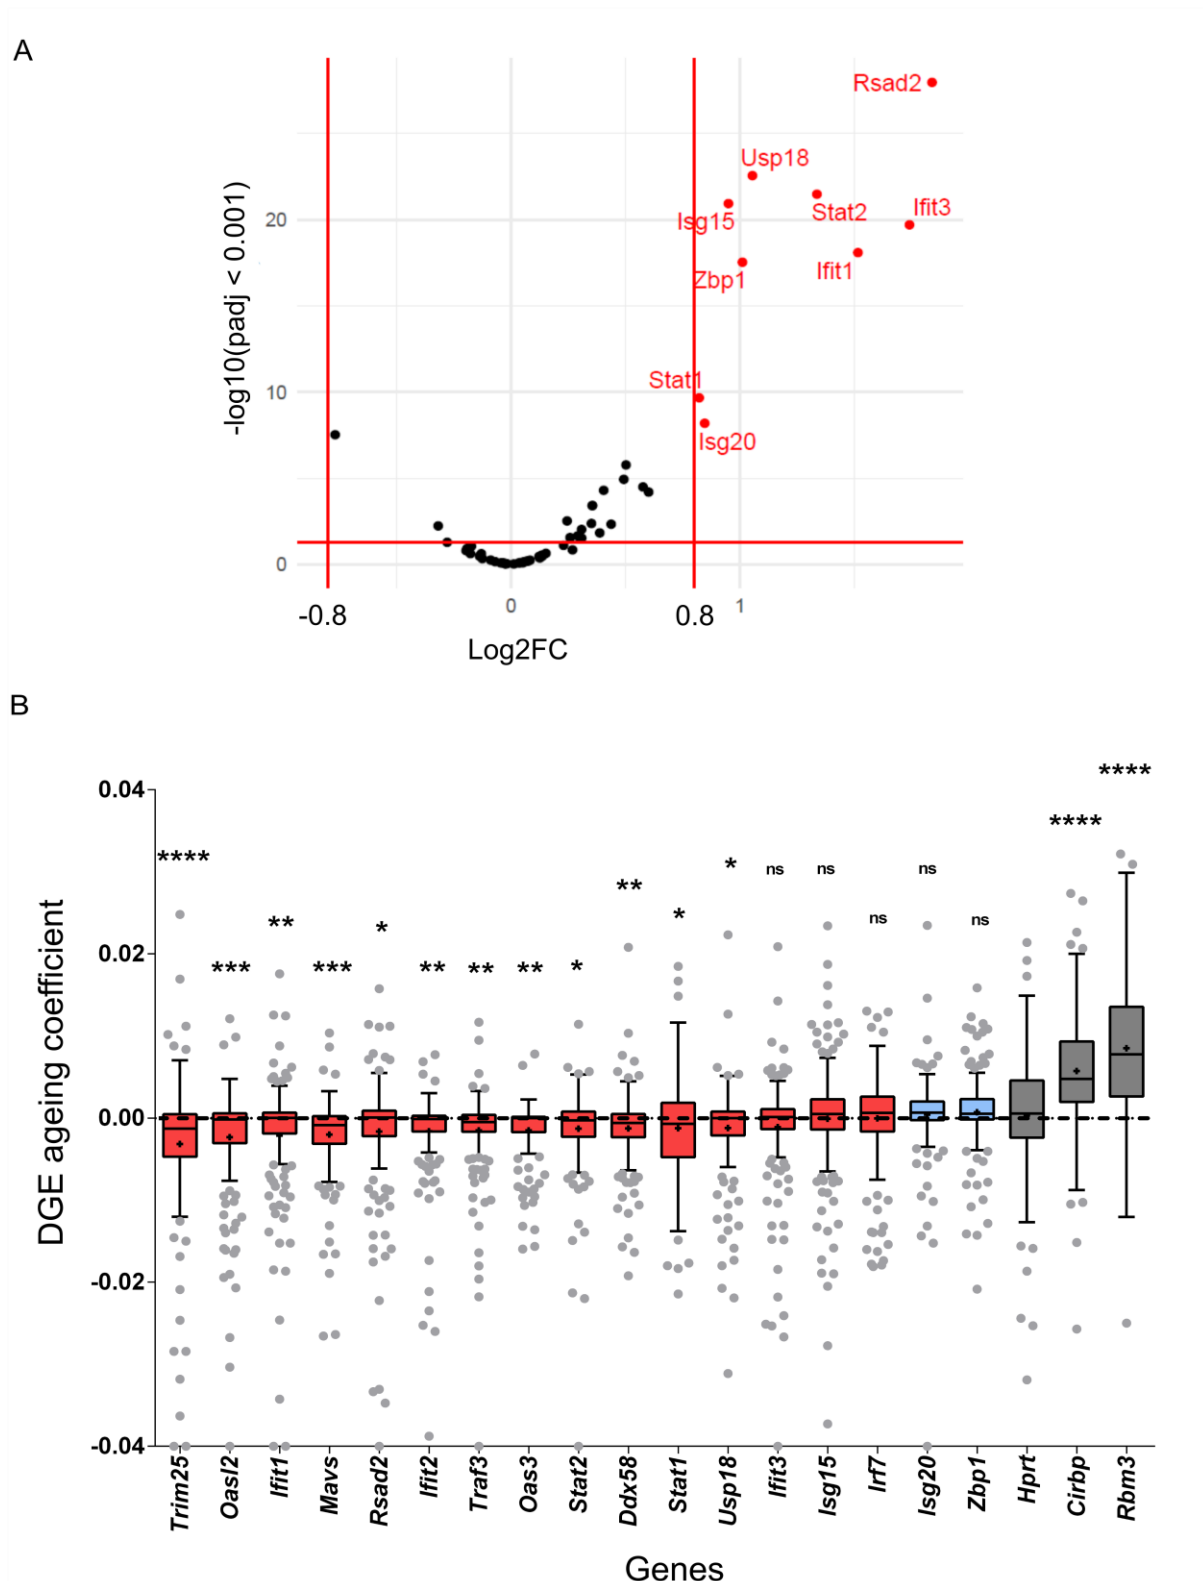 A
Rsad2
Usp18
Isg15
Stat2
Ifit3
Zbp1
Ifit1
Stat1
Isg20
-log10(padj < 0.001)
20
10
0
-0.8
0
0.8
1
Log2FC
B
DGE ageing coefficient
0.04
0.02
0.00
-0.02
-0.04
****
***
**
***
*
**
**
**
*
**
*
*
ns
ns
ns
ns
ns
****
****
Trim25
Oasl2
Ifit1
Mavs
Rsad2
Ifit2
Traf3
Oas3
Stat2
Ddx58
Stat1
Usp18
Ifit3
Isg15
Irf7
Isg20
Zbp1
Hprt
Cirbp
Rbm3
Genes